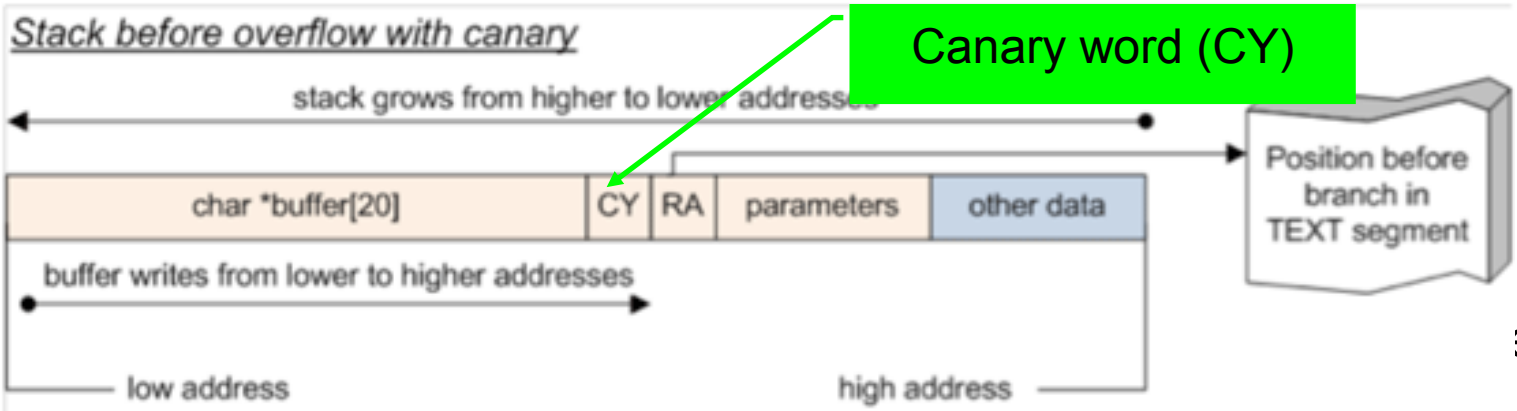 Stack before overflow with canary
Canary word (CY)
stack grows from higher to lower addresses
Position before
branch in
TEXT segment
char *buffer[20]
CY
RA
parameters
other data
buffer writes from lower to higher addresses
low address
high address